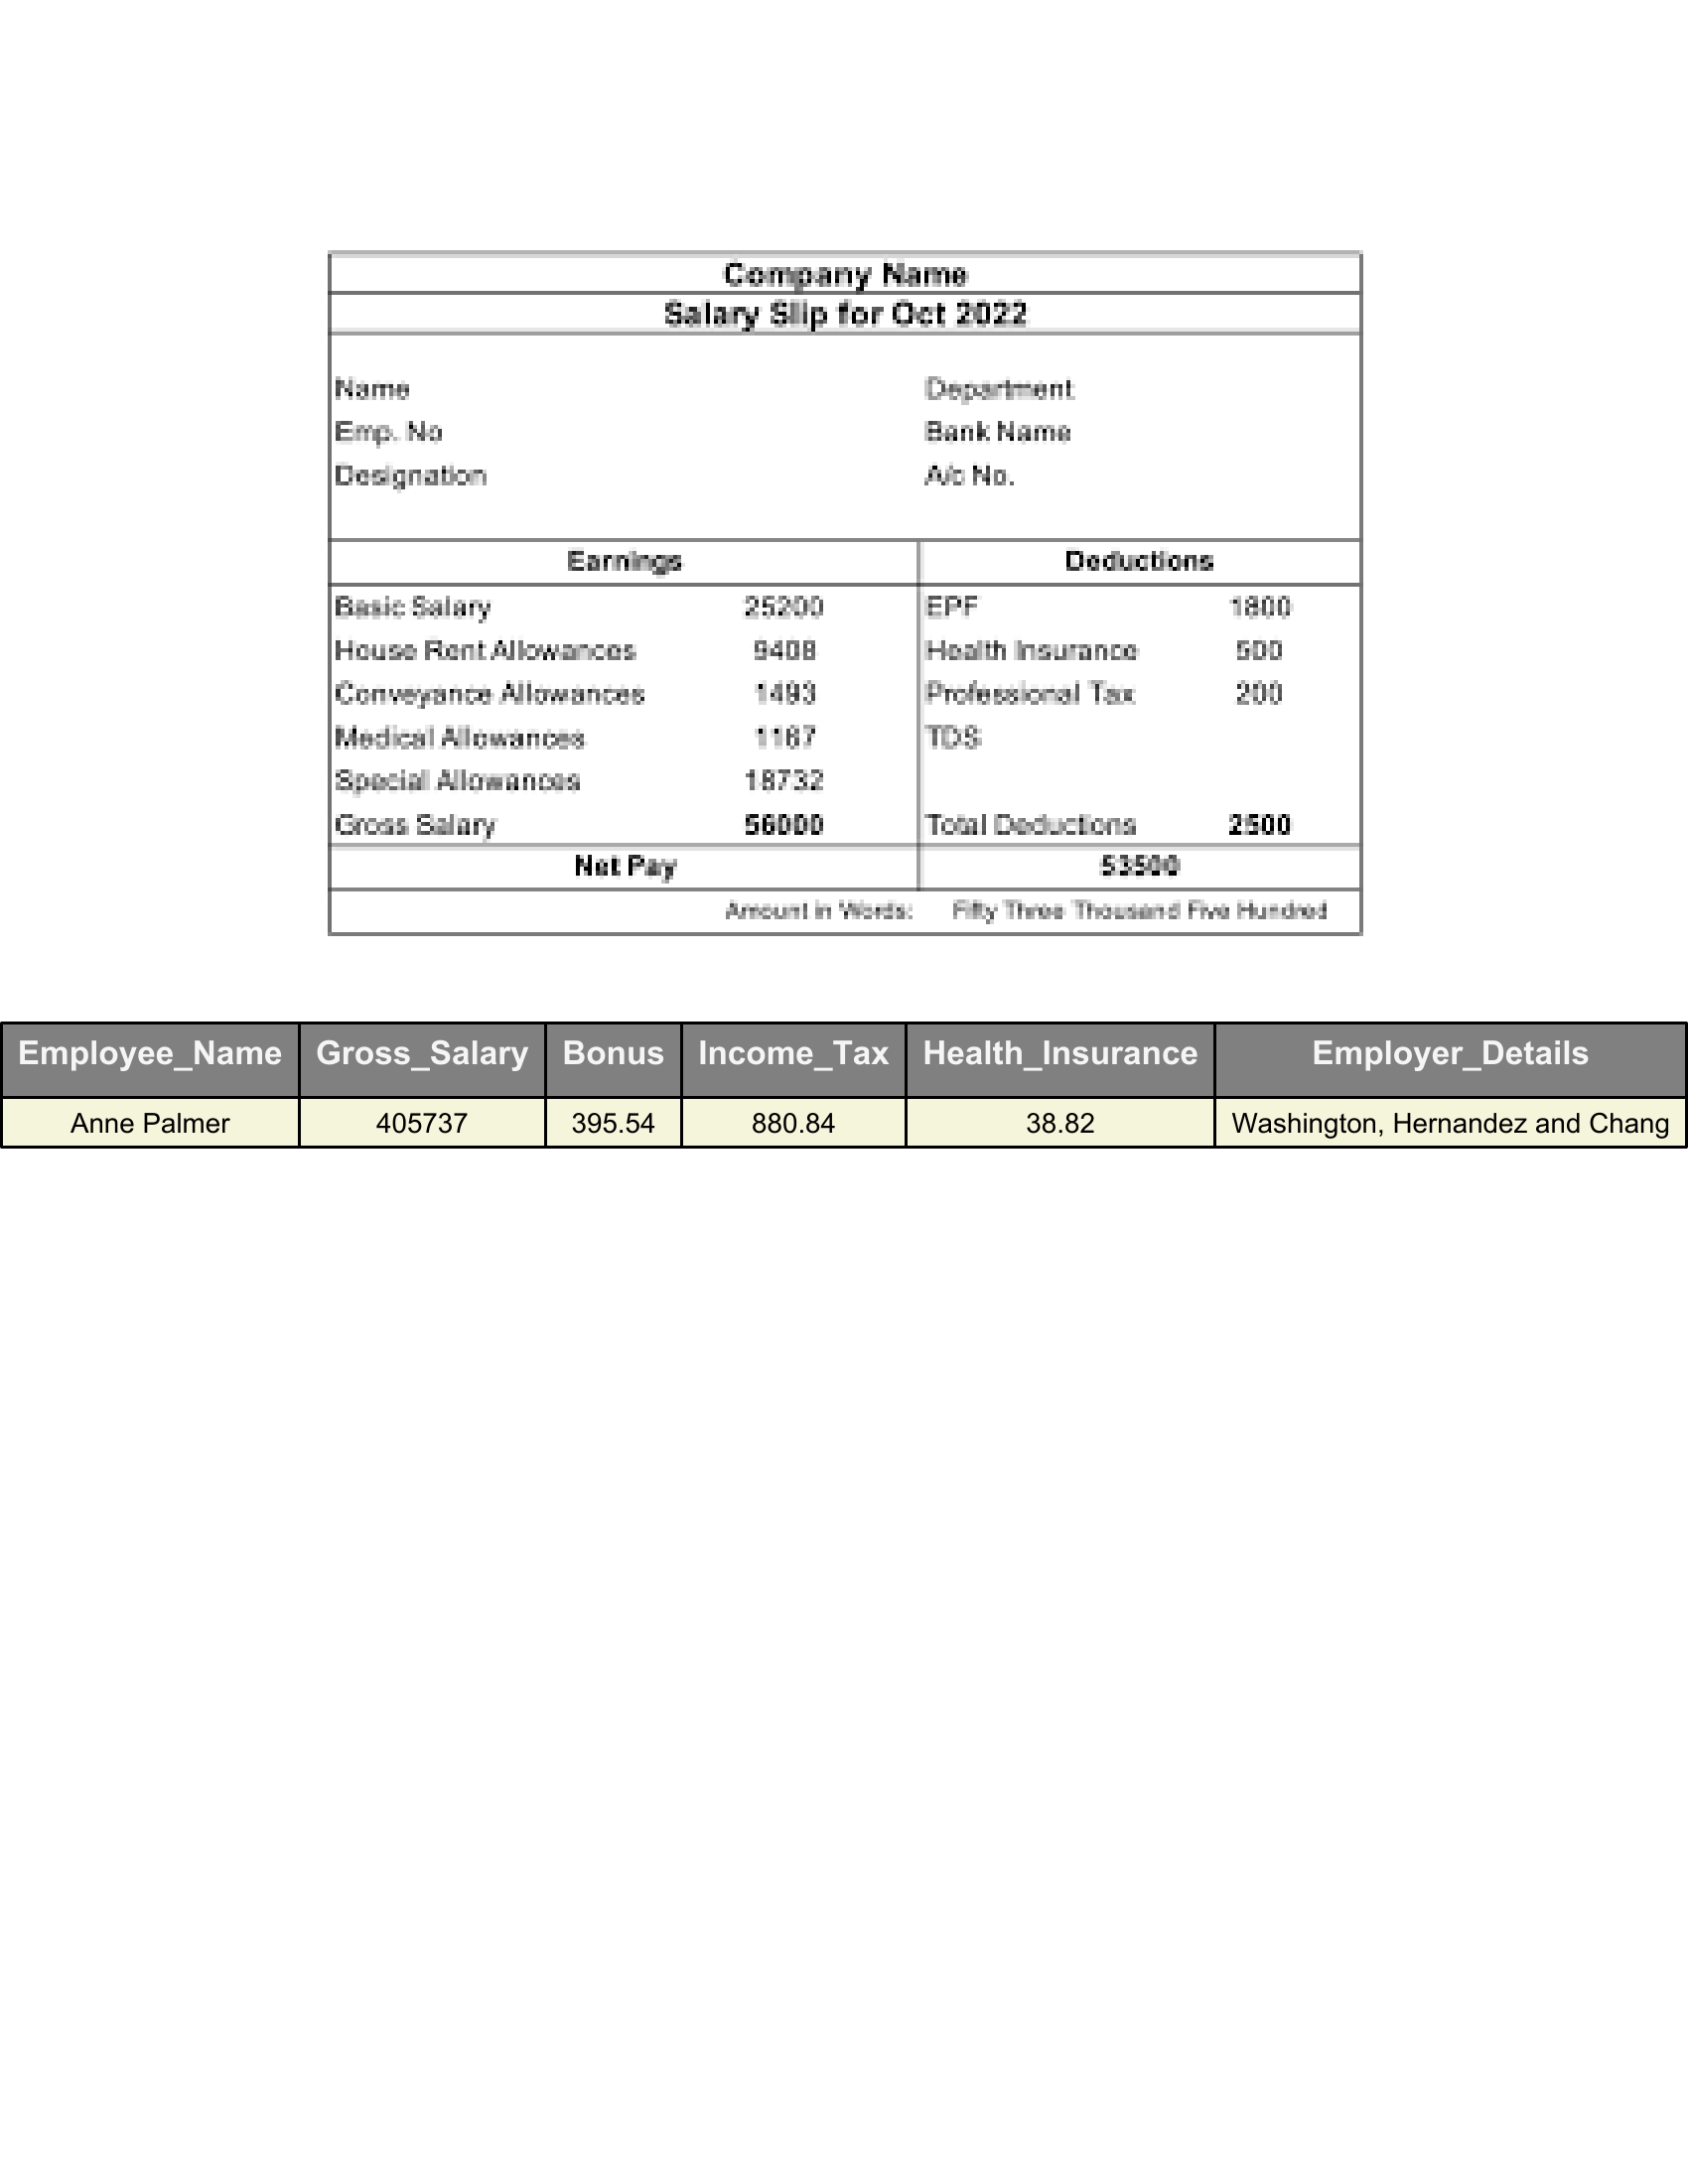 Company Name
Salary Slip for Oct 2022
Name Department
Emp. No Bank Name
Designation A/c No.
Earnings Deductions
Basic Salary 25200 EPF 1800
House Rent Allowances 9408 Health Insurance 500
Conveyance Allowances 1493 Professional Tax 200
Medical Allowances 1167 TDS
Special Allowances 18732
Gross Salary 56000 Total Deductions 2500
Net Pay 53500
Amount in Words: Fifty Three Thousand Five Hundred
Employee_Name Gross_Salary Bonus Income_Tax Health_Insurance Employer_Details
Anne Palmer 405737 395.54 880.84 38.82 Washington, Hernandez and Chang